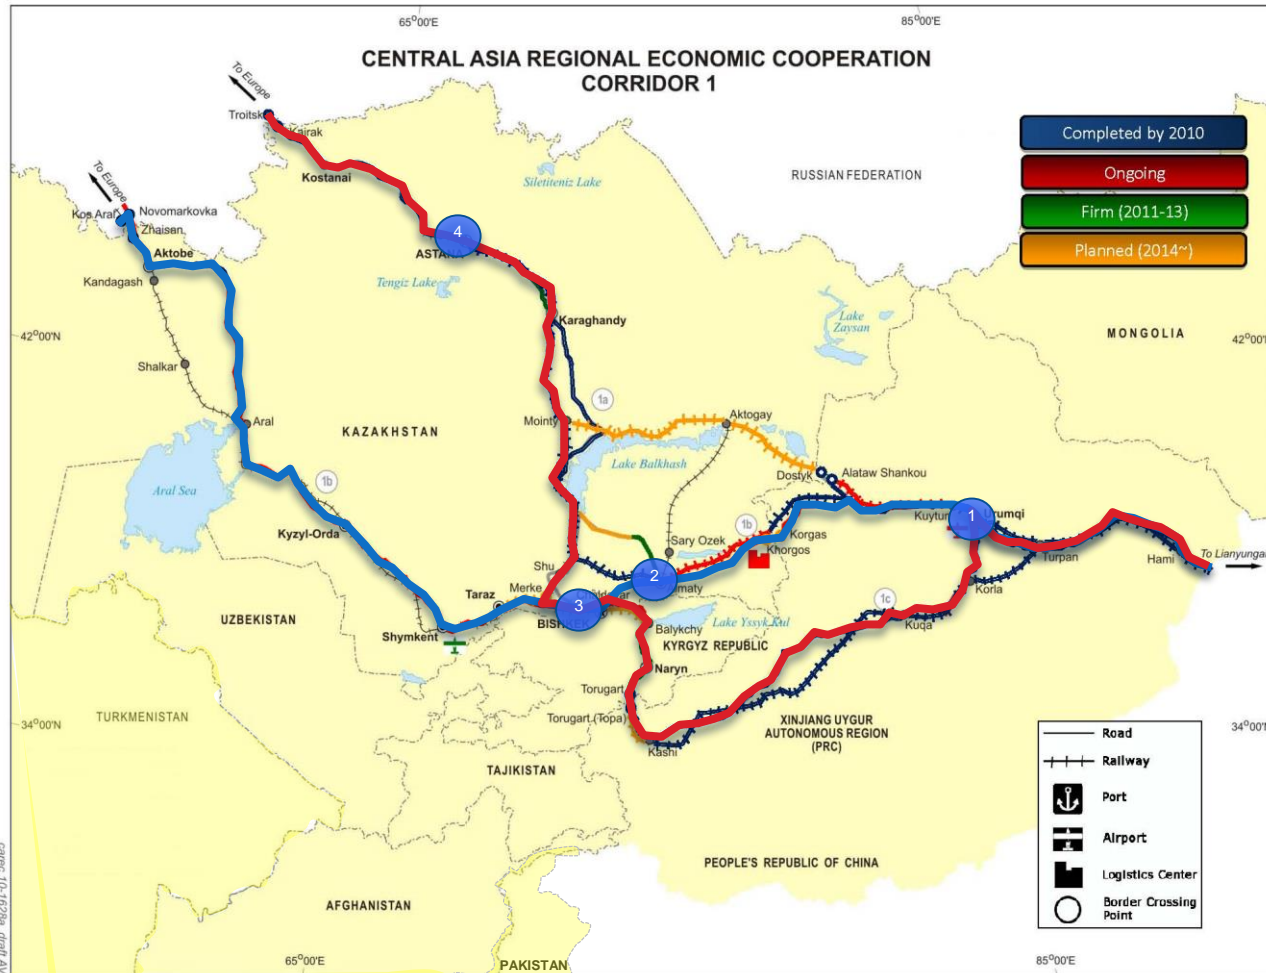 65°00'E
85°00'E
CENTRAL ASIA REGIONAL ECONOMIC COOPERATION
CORRIDOR 1
To Europe
Troitsk
Kairak
Completed by 2010
Ongoing
Firm (2011-13)
Planned (2014~)
Kostanai
Siletiteniz Lake
RUSSIAN FEDERATION
To Europe
Kos Aral
Novomarkovka
Zhaisan
Aktobe
4
ASTANA
Kandagash
Tengiz Lake
Lake
Zaysan
Karaghandy
MONGOLIA
42°00'N
42°00'N
Shalkar
1a
Aral
KAZAKHSTAN
Mointy
Aktogay
Lake Balkhash
Dostyk
Alataw Shankou
Aral Sea
1b
Kyzyl-Orda
1b
Korgas
Kuytun
1
Urumqi
Sary Ozek
Khorgos
Turpan
Hami
To Lianyungang
Shu
2
Almaty
Merke
Taraz
3
BISHKEK
Korla
1c
Kuqa
UZBEKISTAN
Shymkent
Balykchy
Lake Yssyk Kul
KYRGYZ REPUBLIC
Naryn
Torugart
Torugart (Topa)
Kashi
TURKMENISTAN
34°00'N
34°00'N
XINJIANG UYGUR
AUTONOMOUS REGION
(PRC)
TAJIKISTAN
Road
Railway
Port
Airport
Logistics Center
Border Crossing
Point
PEOPLE'S REPUBLIC OF CHINA
AFGHANISTAN
PAKISTAN
65°00'E
85°00'E